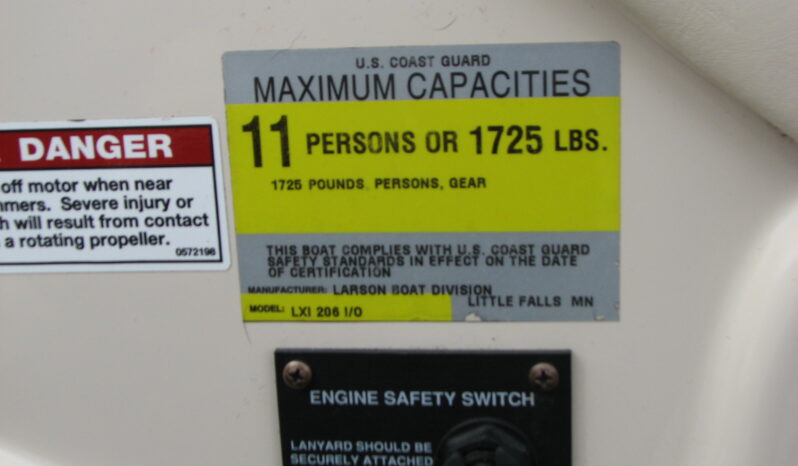 U.S. COAST GUARD
MAXIMUM CAPACITIES
11 PERSONS OR 1725 LBS.
1725 POUNDS, PERSONS, GEAR
THIS BOAT COMPLIES WITH U.S. COAST GUARD
SAFETY STANDARDS IN EFFECT ON THE DATE
OF CERTIFICATION
MANUFACTURER: LARSON BOAT DIVISION
LITTLE FALLS MN
MODEL: LXI 206 I/O
DANGER
off motor when near
mmers. Severe injury or
h will result from contact
a rotating propeller.
0572198
ENGINE SAFETY SWITCH
LANYARD SHOULD BE
SECURELY ATTACHED